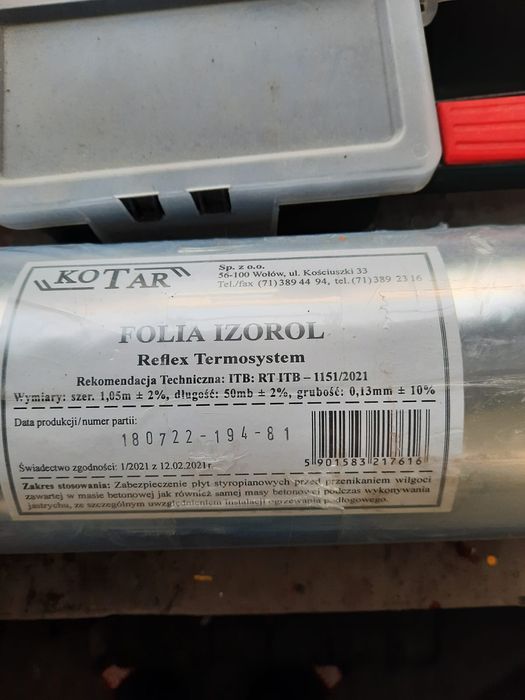 "KOTAR"
Sp. z o.o.
56-100 Wołów, ul. Kościuszki 33
Tel./fax (71) 389 44 94, tel. (71) 389 23 16
FOLIA IZOROL
Reflex Termosystem
Rekomendacja Techniczna: ITB: RT ITB – 1151/2021
Wymiary: szer. 1,05m ± 2%, długość: 50mb ± 2%, grubość: 0,13mm ± 10%
Data produkcji/numer partii:
180722-194-81
5 901583 217616
Świadectwo zgodności: 1/2021 z 12.02.2021r.
Zakres stosowania: Zabezpieczenie płyt styropianowych przed przenikaniem wilgoci
zawartej w masie betonowej jak również samej masy betonowej podczas wykonywania
jastrychu, ze szczególnym uwzględnieniem instalacji ogrzewania podłogowego.